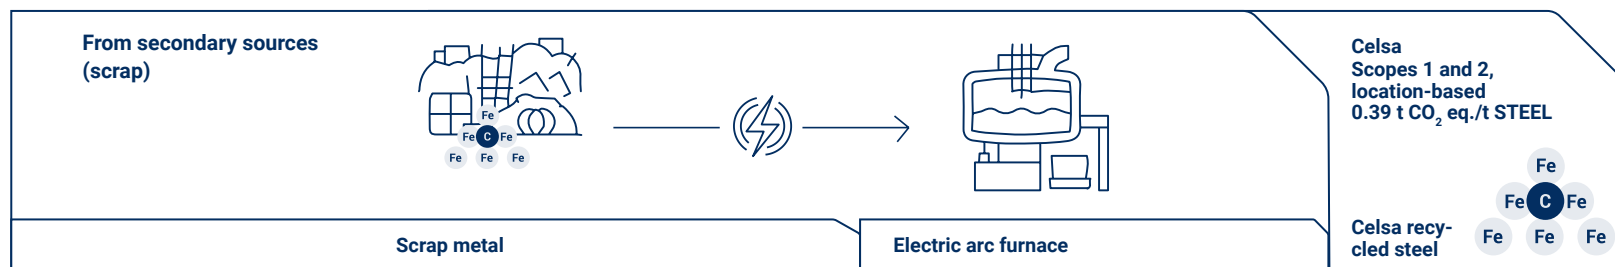 From secondary sources
(scrap)
Fe
Fe C Fe
Fe Fe Fe
Scrap metal
Electric arc furnace
Celsa
Scopes 1 and 2,
location-based
0.39 t CO₂ eq./t STEEL
Celsa recy-
cled steel
Fe
Fe C Fe
Fe Fe Fe